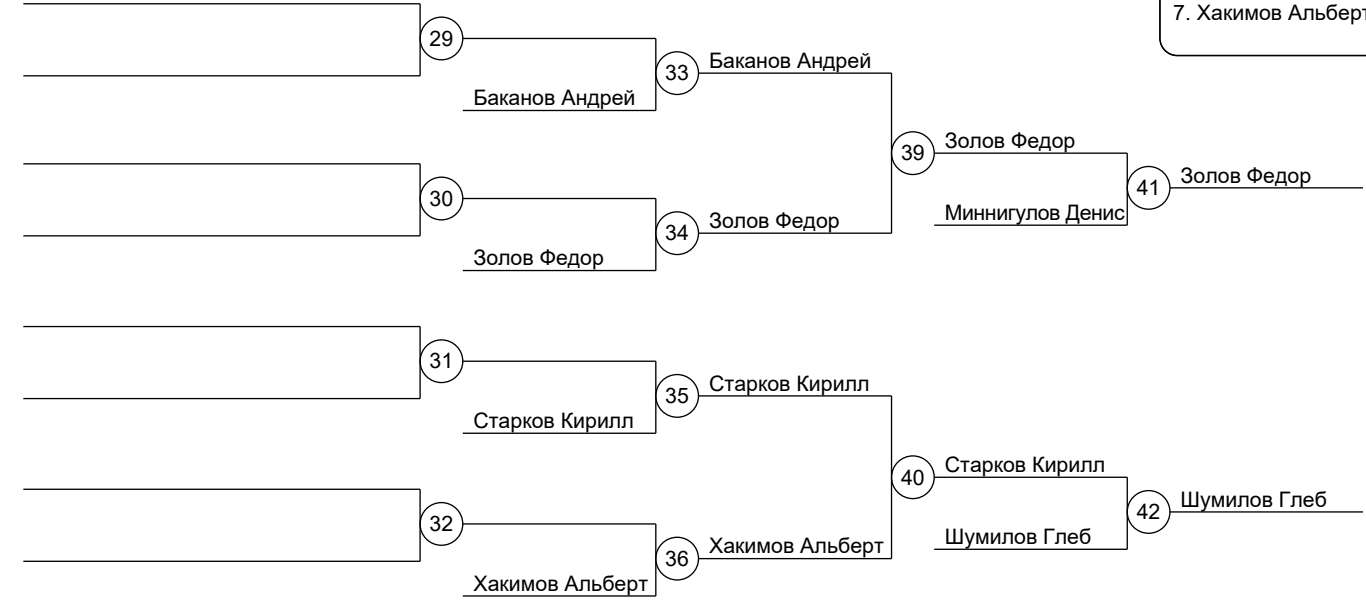 7. Хакимов Альберт
29
33
Баканов Андрей
Баканов Андрей
39
Золов Федор
41
Золов Федор
30
Миннигулов Денис
34
Золов Федор
Золов Федор
31
35
Старков Кирилл
Старков Кирилл
40
Старков Кирилл
42
Шумилов Глеб
32
Шумилов Глеб
36
Хакимов Альберт
Хакимов Альберт